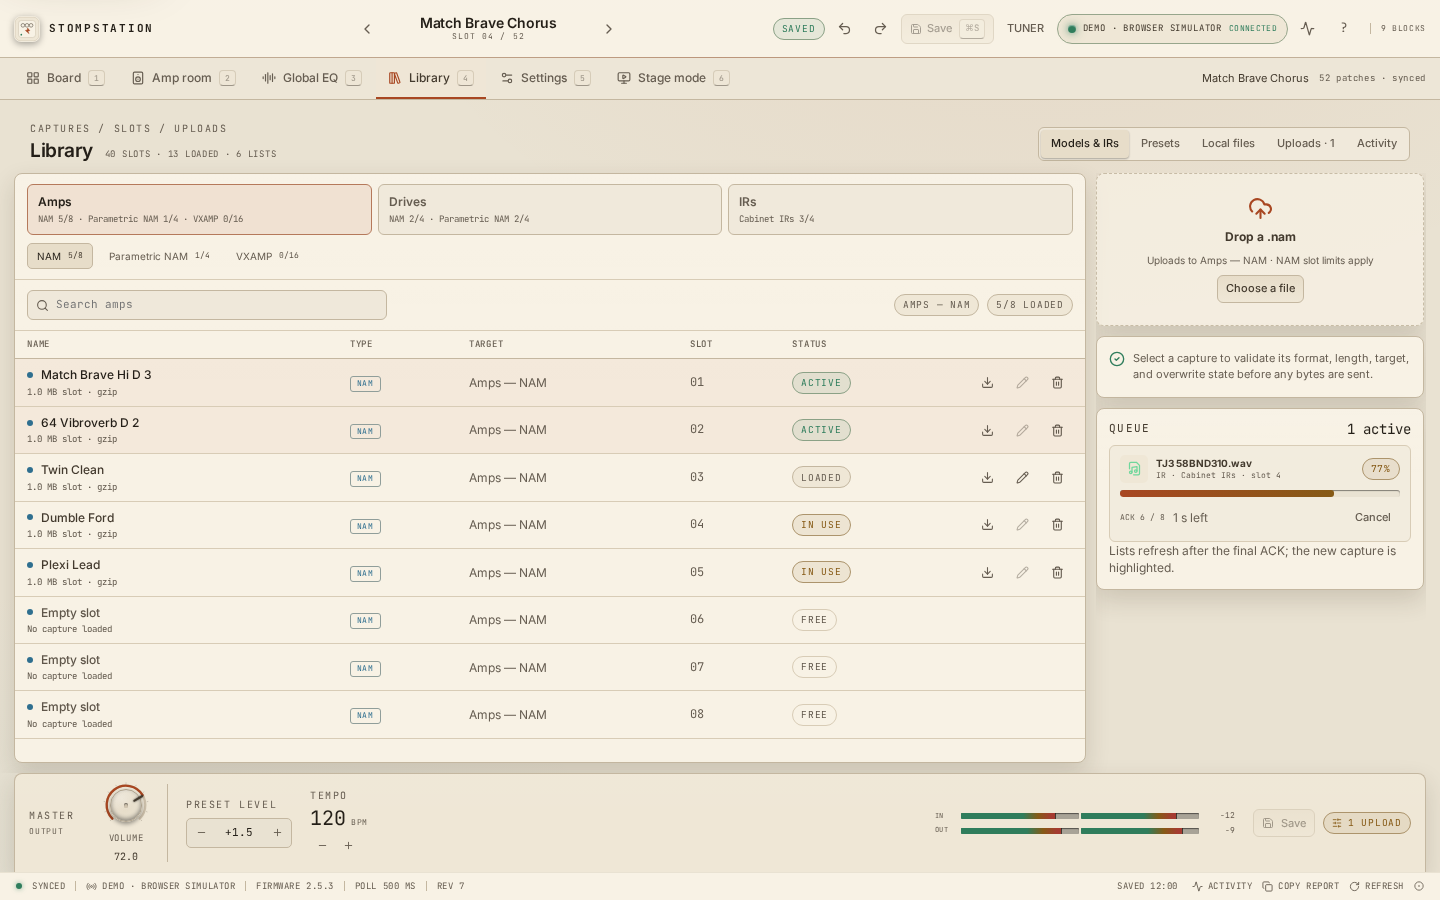 STOMPSTATION
Match Brave Chorus
SLOT 04 / 52
SAVED
Save ⌘S
TUNER
DEMO · BROWSER SIMULATOR CONNECTED
?
9 BLOCKS
Board 1
Amp room 2
Global EQ 3
Library 4
Settings 5
Stage mode 6
Match Brave Chorus 52 patches · synced
CAPTURES / SLOTS / UPLOADS
Library 40 SLOTS · 13 LOADED · 6 LISTS
Models & IRs Presets Local files Uploads · 1 Activity
Amps
NAM 5/8 · Parametric NAM 1/4 · VXAMP 0/16
Drives
NAM 2/4 · Parametric NAM 2/4
IRs
Cabinet IRs 3/4
NAM 5/8 Parametric NAM 1/4 VXAMP 0/16
Search amps
AMPS — NAM 5/8 LOADED
NAME TYPE TARGET SLOT STATUS
Match Brave Hi D 3
1.0 MB slot · gzip
NAM Amps — NAM 01 ACTIVE
64 Vibroverb D 2
1.0 MB slot · gzip
NAM Amps — NAM 02 ACTIVE
Twin Clean
1.0 MB slot · gzip
NAM Amps — NAM 03 LOADED
Dumble Ford
1.0 MB slot · gzip
NAM Amps — NAM 04 IN USE
Plexi Lead
1.0 MB slot · gzip
NAM Amps — NAM 05 IN USE
Empty slot
No capture loaded
NAM Amps — NAM 06 FREE
Empty slot
No capture loaded
NAM Amps — NAM 07 FREE
Empty slot
No capture loaded
NAM Amps — NAM 08 FREE
Drop a .nam
Uploads to Amps — NAM · NAM slot limits apply
Choose a file
Select a capture to validate its format, length, target,
and overwrite state before any bytes are sent.
QUEUE 1 active
TJ358BND310.wav
IR · Cabinet IRs · slot 4
77%
ACK 6 / 8 1 s left Cancel
Lists refresh after the final ACK; the new capture is
highlighted.
MASTER
OUTPUT
VOLUME
72.0
PRESET LEVEL
− +1.5 +
TEMPO
120 BPM
− +
IN -12
OUT -9
Save
1 UPLOAD
SYNCED DEMO · BROWSER SIMULATOR FIRMWARE 2.5.3 POLL 500 MS REV 7
SAVED 12:00 ACTIVITY COPY REPORT REFRESH